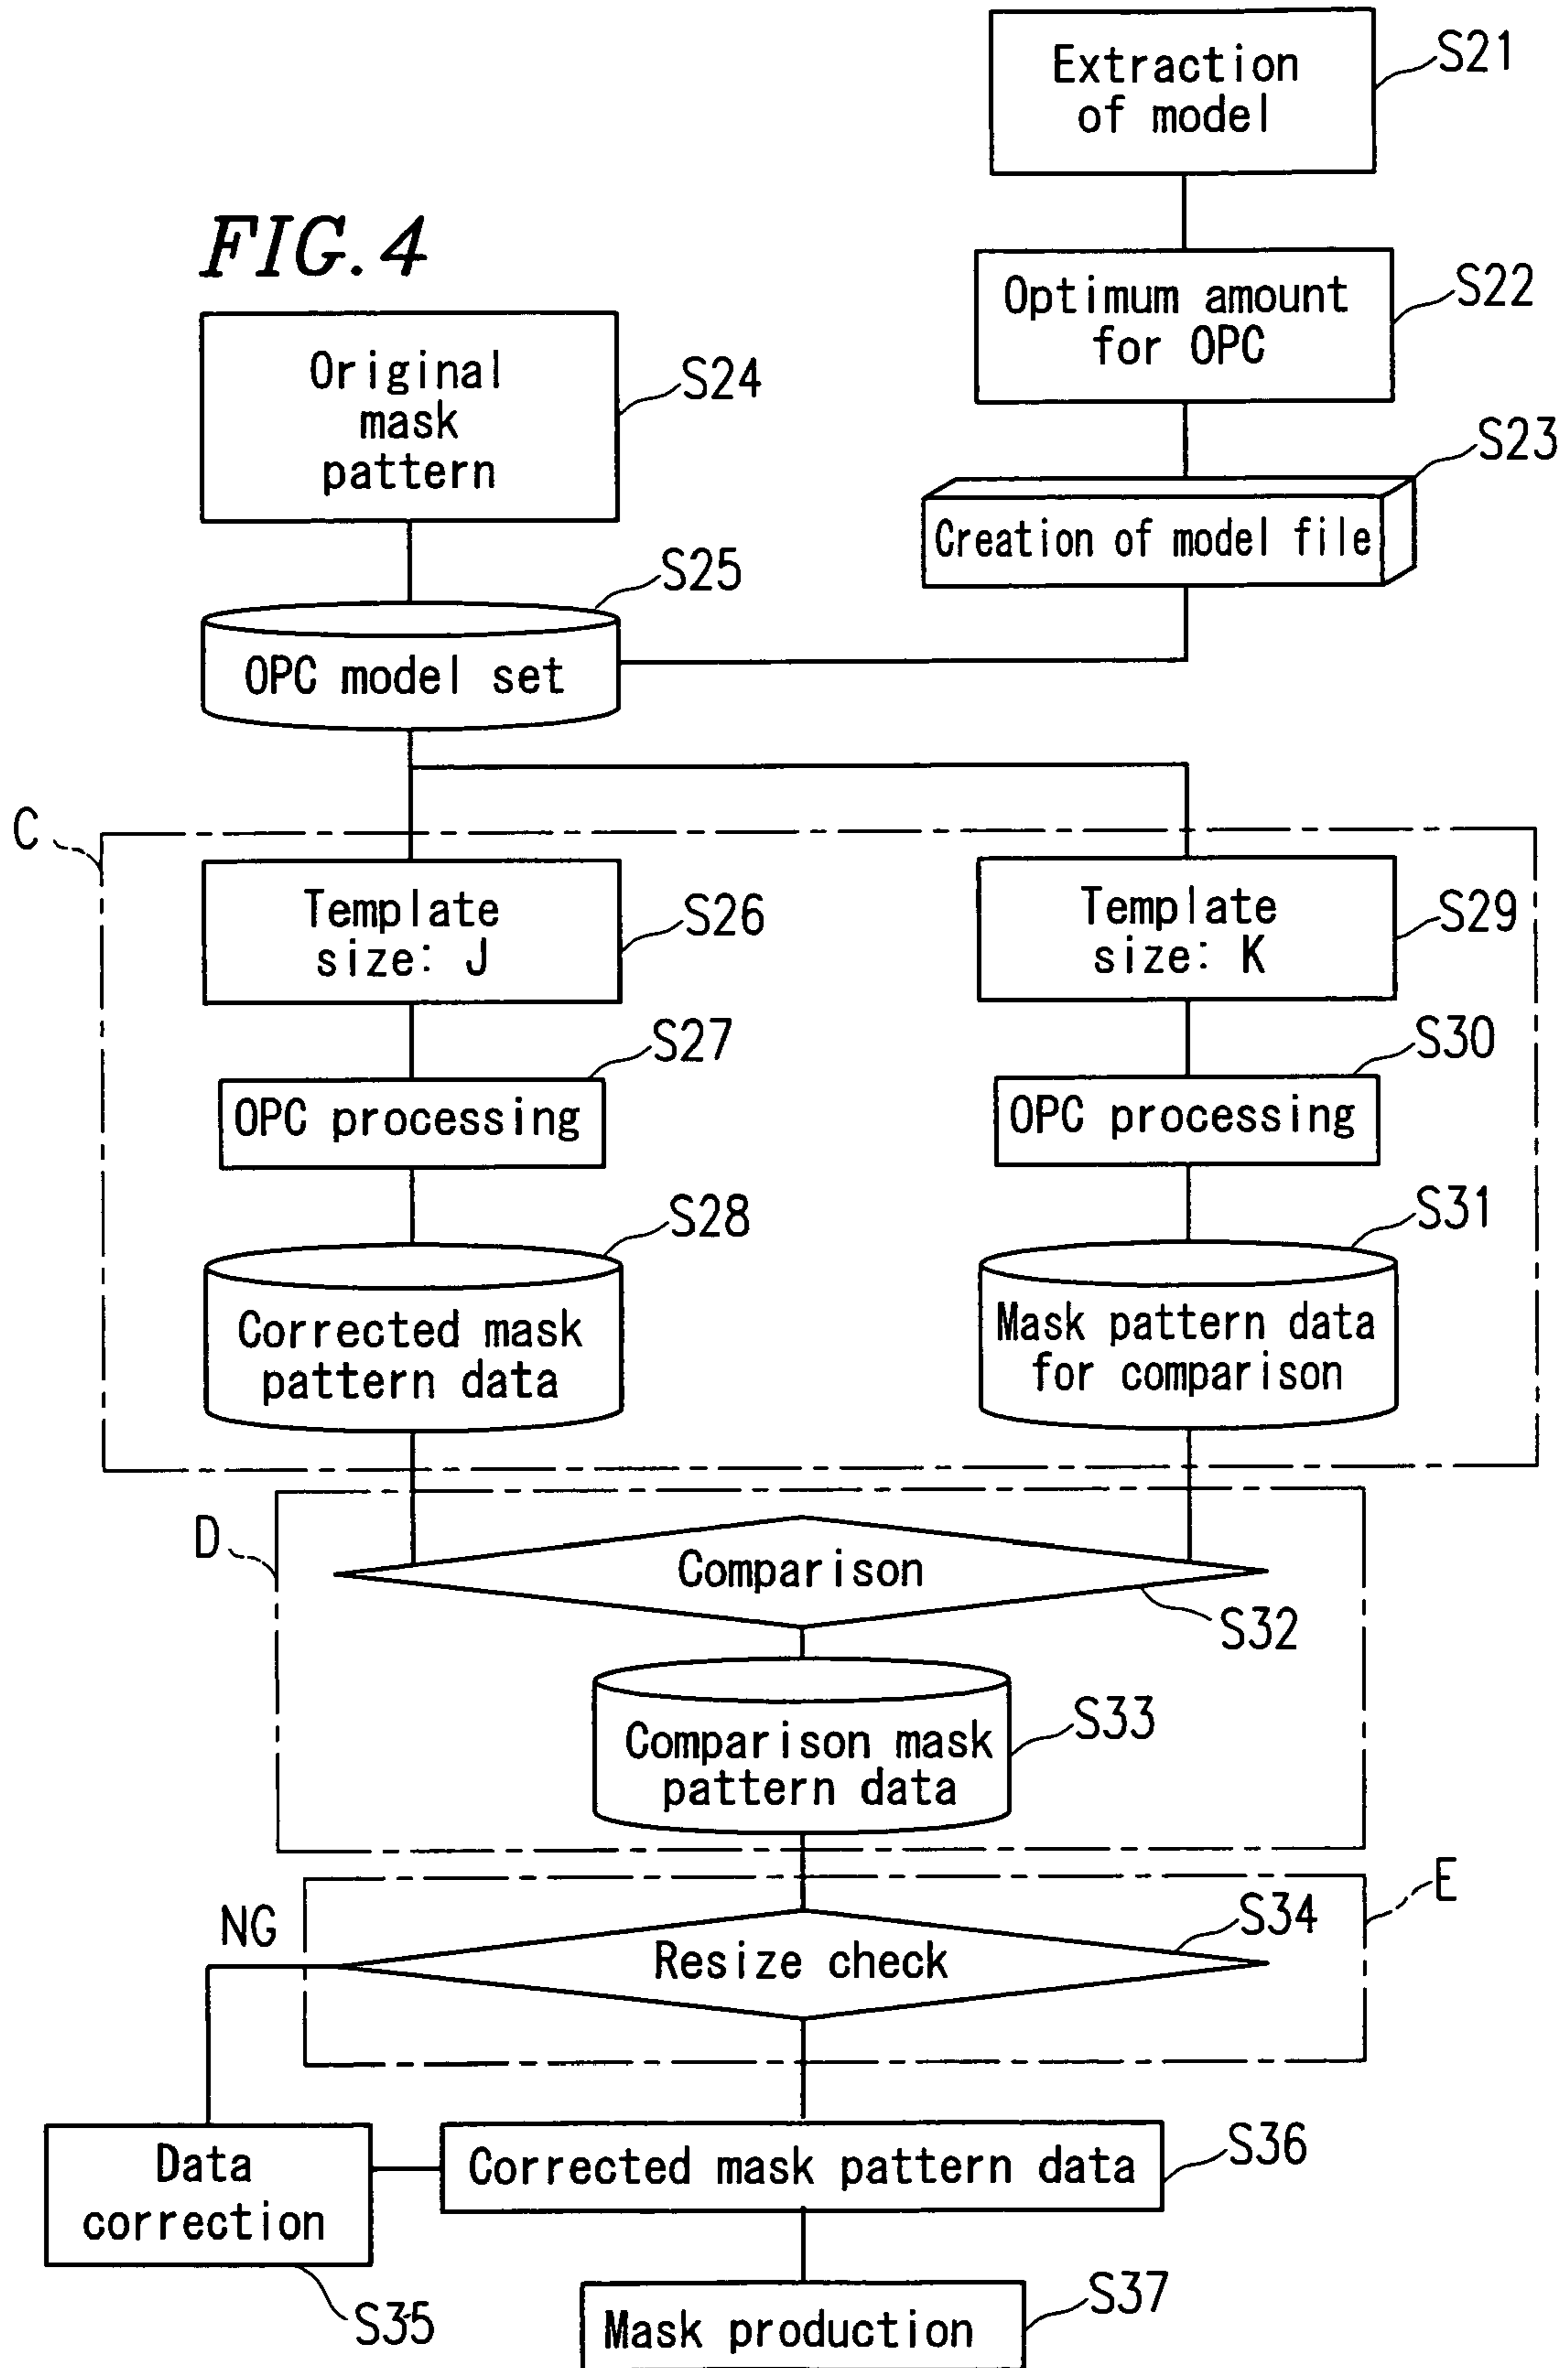 Extraction
of model
S21
FIG. 4
Optimum amount
for OPC
S22
Original
mask
pattern
S24
S23
Creation of model file
S25
OPC model set
C
Template
size: J
S26
Template
size: K
S29
S27
OPC processing
S30
OPC processing
S28
Corrected mask
pattern data
S31
Mask pattern data
for comparison
D
Comparison
S32
Comparison mask
pattern data
S33
E
NG
S34
Resize check
Data
correction
S35
Corrected mask pattern data
S36
Mask production
S37